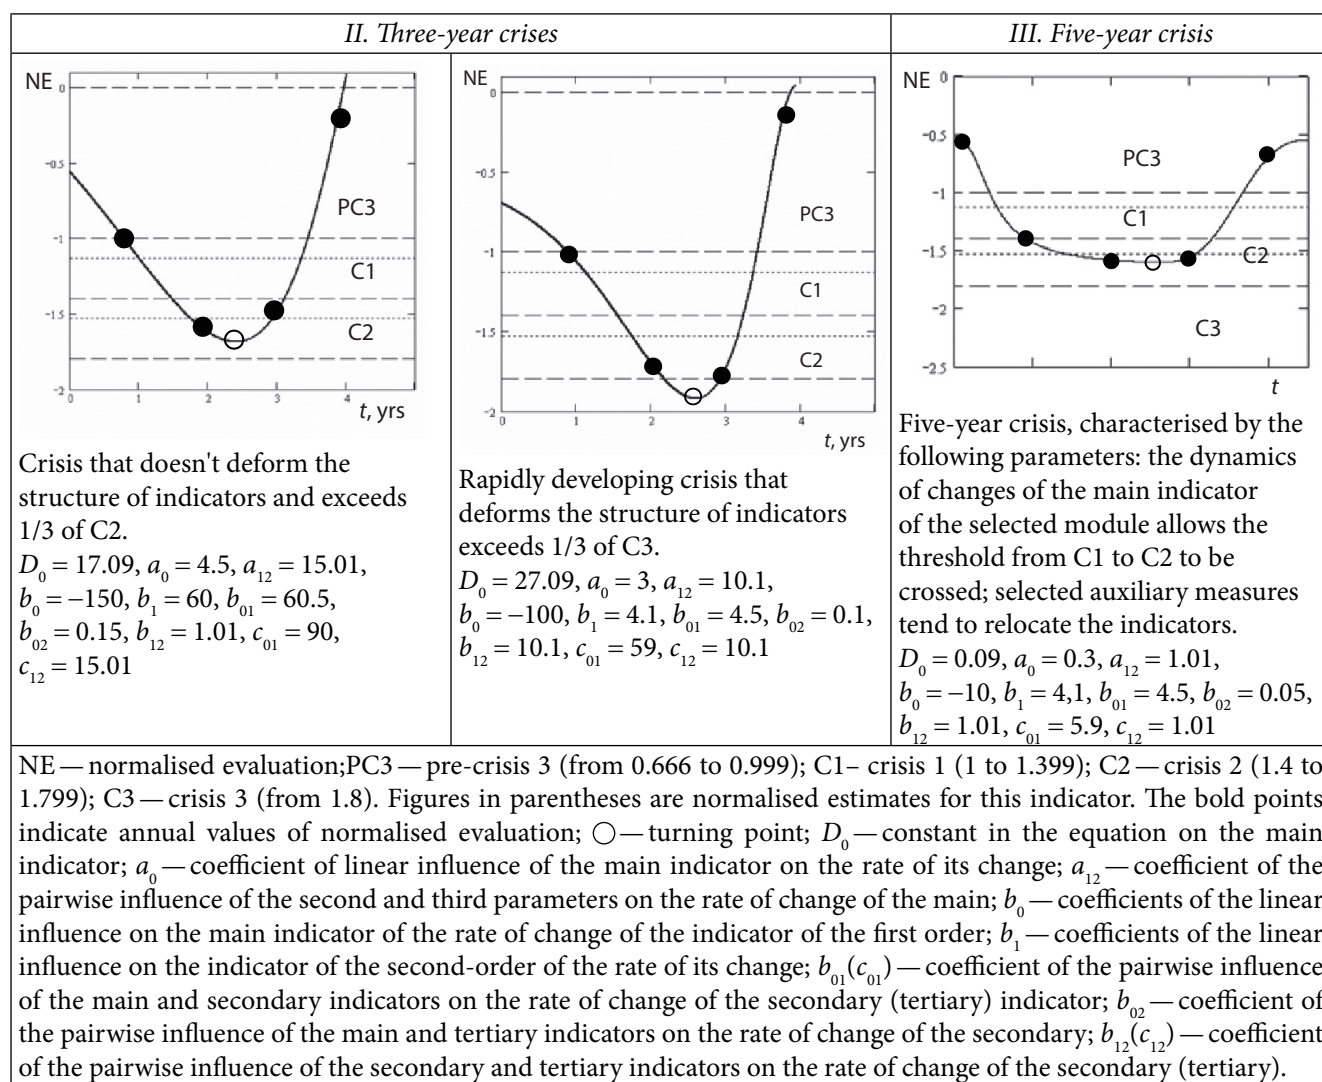 II. Three-year crises
III. Five-year crisis
NE
0
−0.5
−1
−1.5
−2
PC3
C1
C2
0
1
2
3
4
t, yrs
Crisis that doesn't deform the
structure of indicators and exceeds
1/3 of C2.
D₀ = 17.09, a₀ = 4.5, a₁₂ = 15.01,
b₀ = −150, b₁ = 60, b₀₁ = 60.5,
b₀₂ = 0.15, b₁₂ = 1.01, c₀₁ = 90,
c₁₂ = 15.01
NE
0
−0.5
−1
−1.5
−2
PC3
C1
C2
0
1
2
3
4
t, yrs
Rapidly developing crisis that
deforms the structure of indicators
exceeds 1/3 of C3.
D₀ = 27.09, a₀ = 3, a₁₂ = 10.1,
b₀ = −100, b₁ = 4.1, b₀₁ = 4.5, b₀₂ = 0.1,
b₁₂ = 10.1, c₀₁ = 59, c₁₂ = 10.1
NE
0
−0.5
−1
−1.5
−2
−2.5
PC3
C1
C2
C3
t
Five-year crisis, characterised by the
following parameters: the dynamics
of changes of the main indicator
of the selected module allows the
threshold from C1 to C2 to be
crossed; selected auxiliary measures
tend to relocate the indicators.
D₀ = 0.09, a₀ = 0.3, a₁₂ = 1.01,
b₀ = −10, b₁ = 4,1, b₀₁ = 4.5, b₀₂ = 0.05,
b₁₂ = 1.01, c₀₁ = 5.9, c₁₂ = 1.01
NE — normalised evaluation;PC3 — pre-crisis 3 (from 0.666 to 0.999); C1– crisis 1 (1 to 1.399); C2 — crisis 2 (1.4 to
1.799); C3 — crisis 3 (from 1.8). Figures in parentheses are normalised estimates for this indicator. The bold points
indicate annual values of normalised evaluation; ◯ — turning point; D₀ — constant in the equation on the main
indicator; a₀ — coefficient of linear influence of the main indicator on the rate of its change; a₁₂ — coefficient of the
pairwise influence of the second and third parameters on the rate of change of the main; b₀ — coefficients of the linear
influence on the main indicator of the rate of change of the indicator of the first order; b₁ — coefficients of the linear
influence on the indicator of the second-order of the rate of its change; b₀₁(c₀₁) — coefficient of the pairwise influence
of the main and secondary indicators on the rate of change of the secondary (tertiary) indicator; b₀₂ — coefficient of
the pairwise influence of the main and tertiary indicators on the rate of change of the secondary; b₁₂(c₁₂) — coefficient
of the pairwise influence of the secondary and tertiary indicators on the rate of change of the secondary (tertiary).